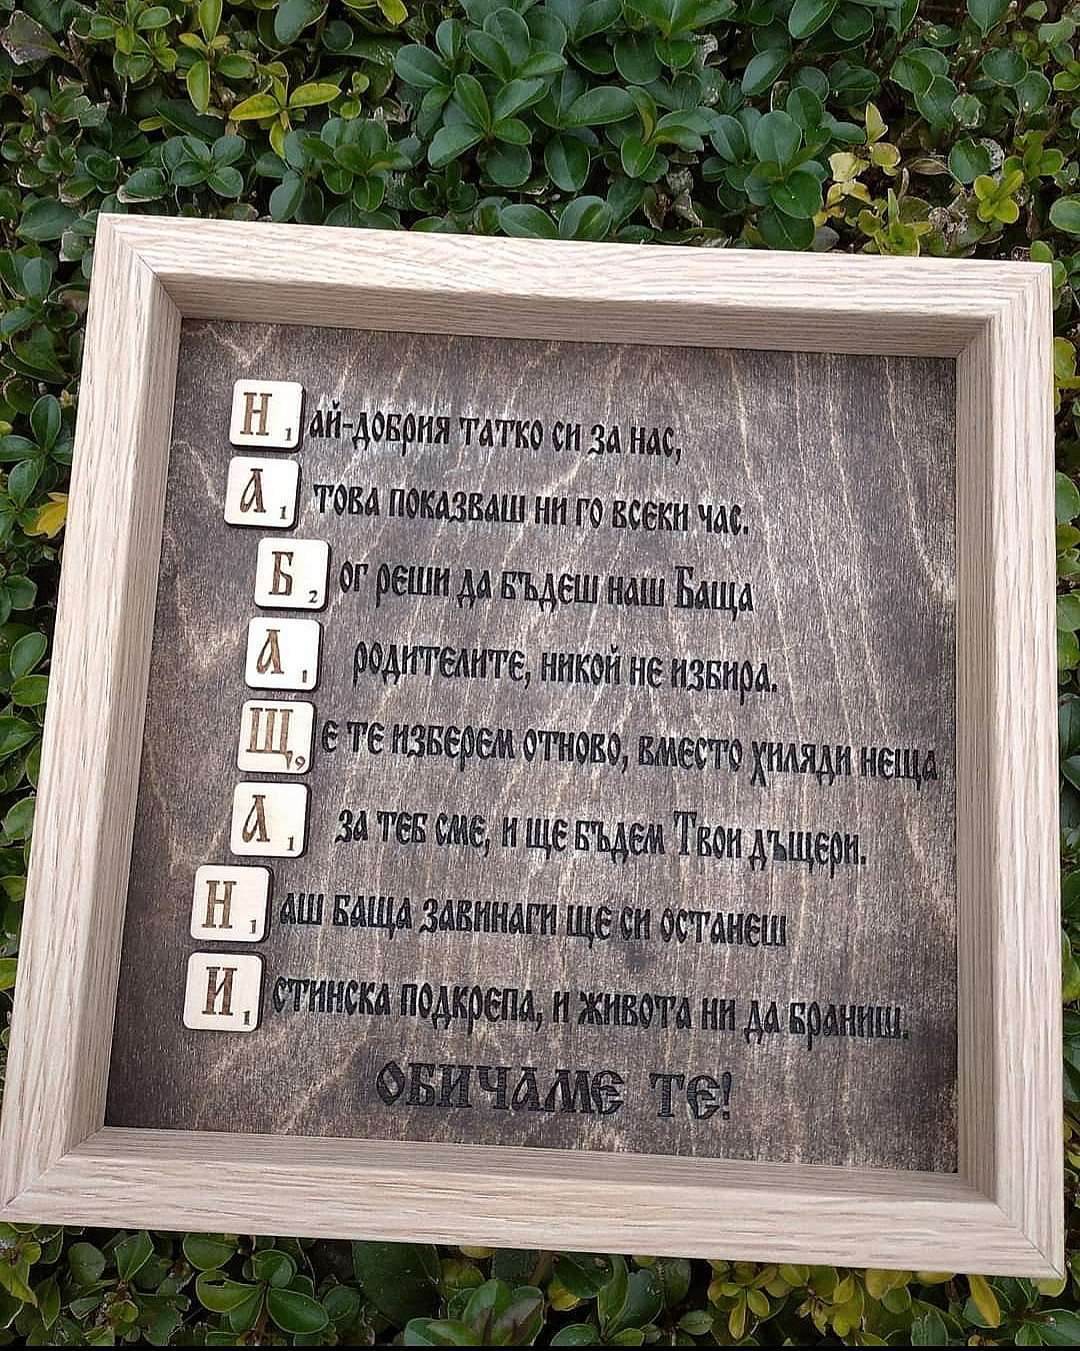 Най-добрия татко си за нас,
А това показваш ни го всеки час.
Бог реши да бъдеш наш Баща
А родителите, никой не избира.
Ще те изберем отново, вместо хиляди неща
А за теб сме, и ще бъдем Твои дъщери.
Наш баща завинаги ще си останеш
Истинска подкрепа, и живота ни да браниш.
ОБИЧАМЕ ТЕ!